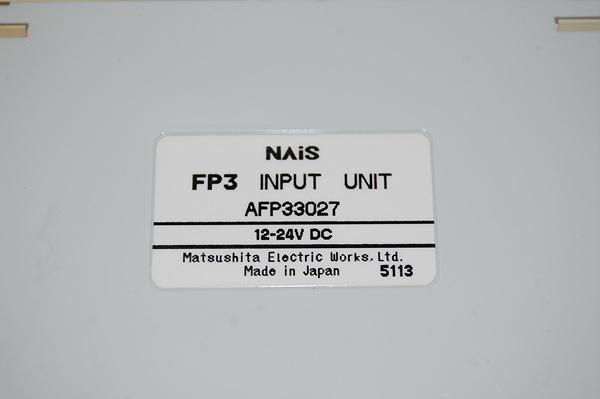 NAiS
FP3 INPUT UNIT
AFP33027
12-24V DC
Matsushita Electric Works, Ltd.
Made in Japan 5113